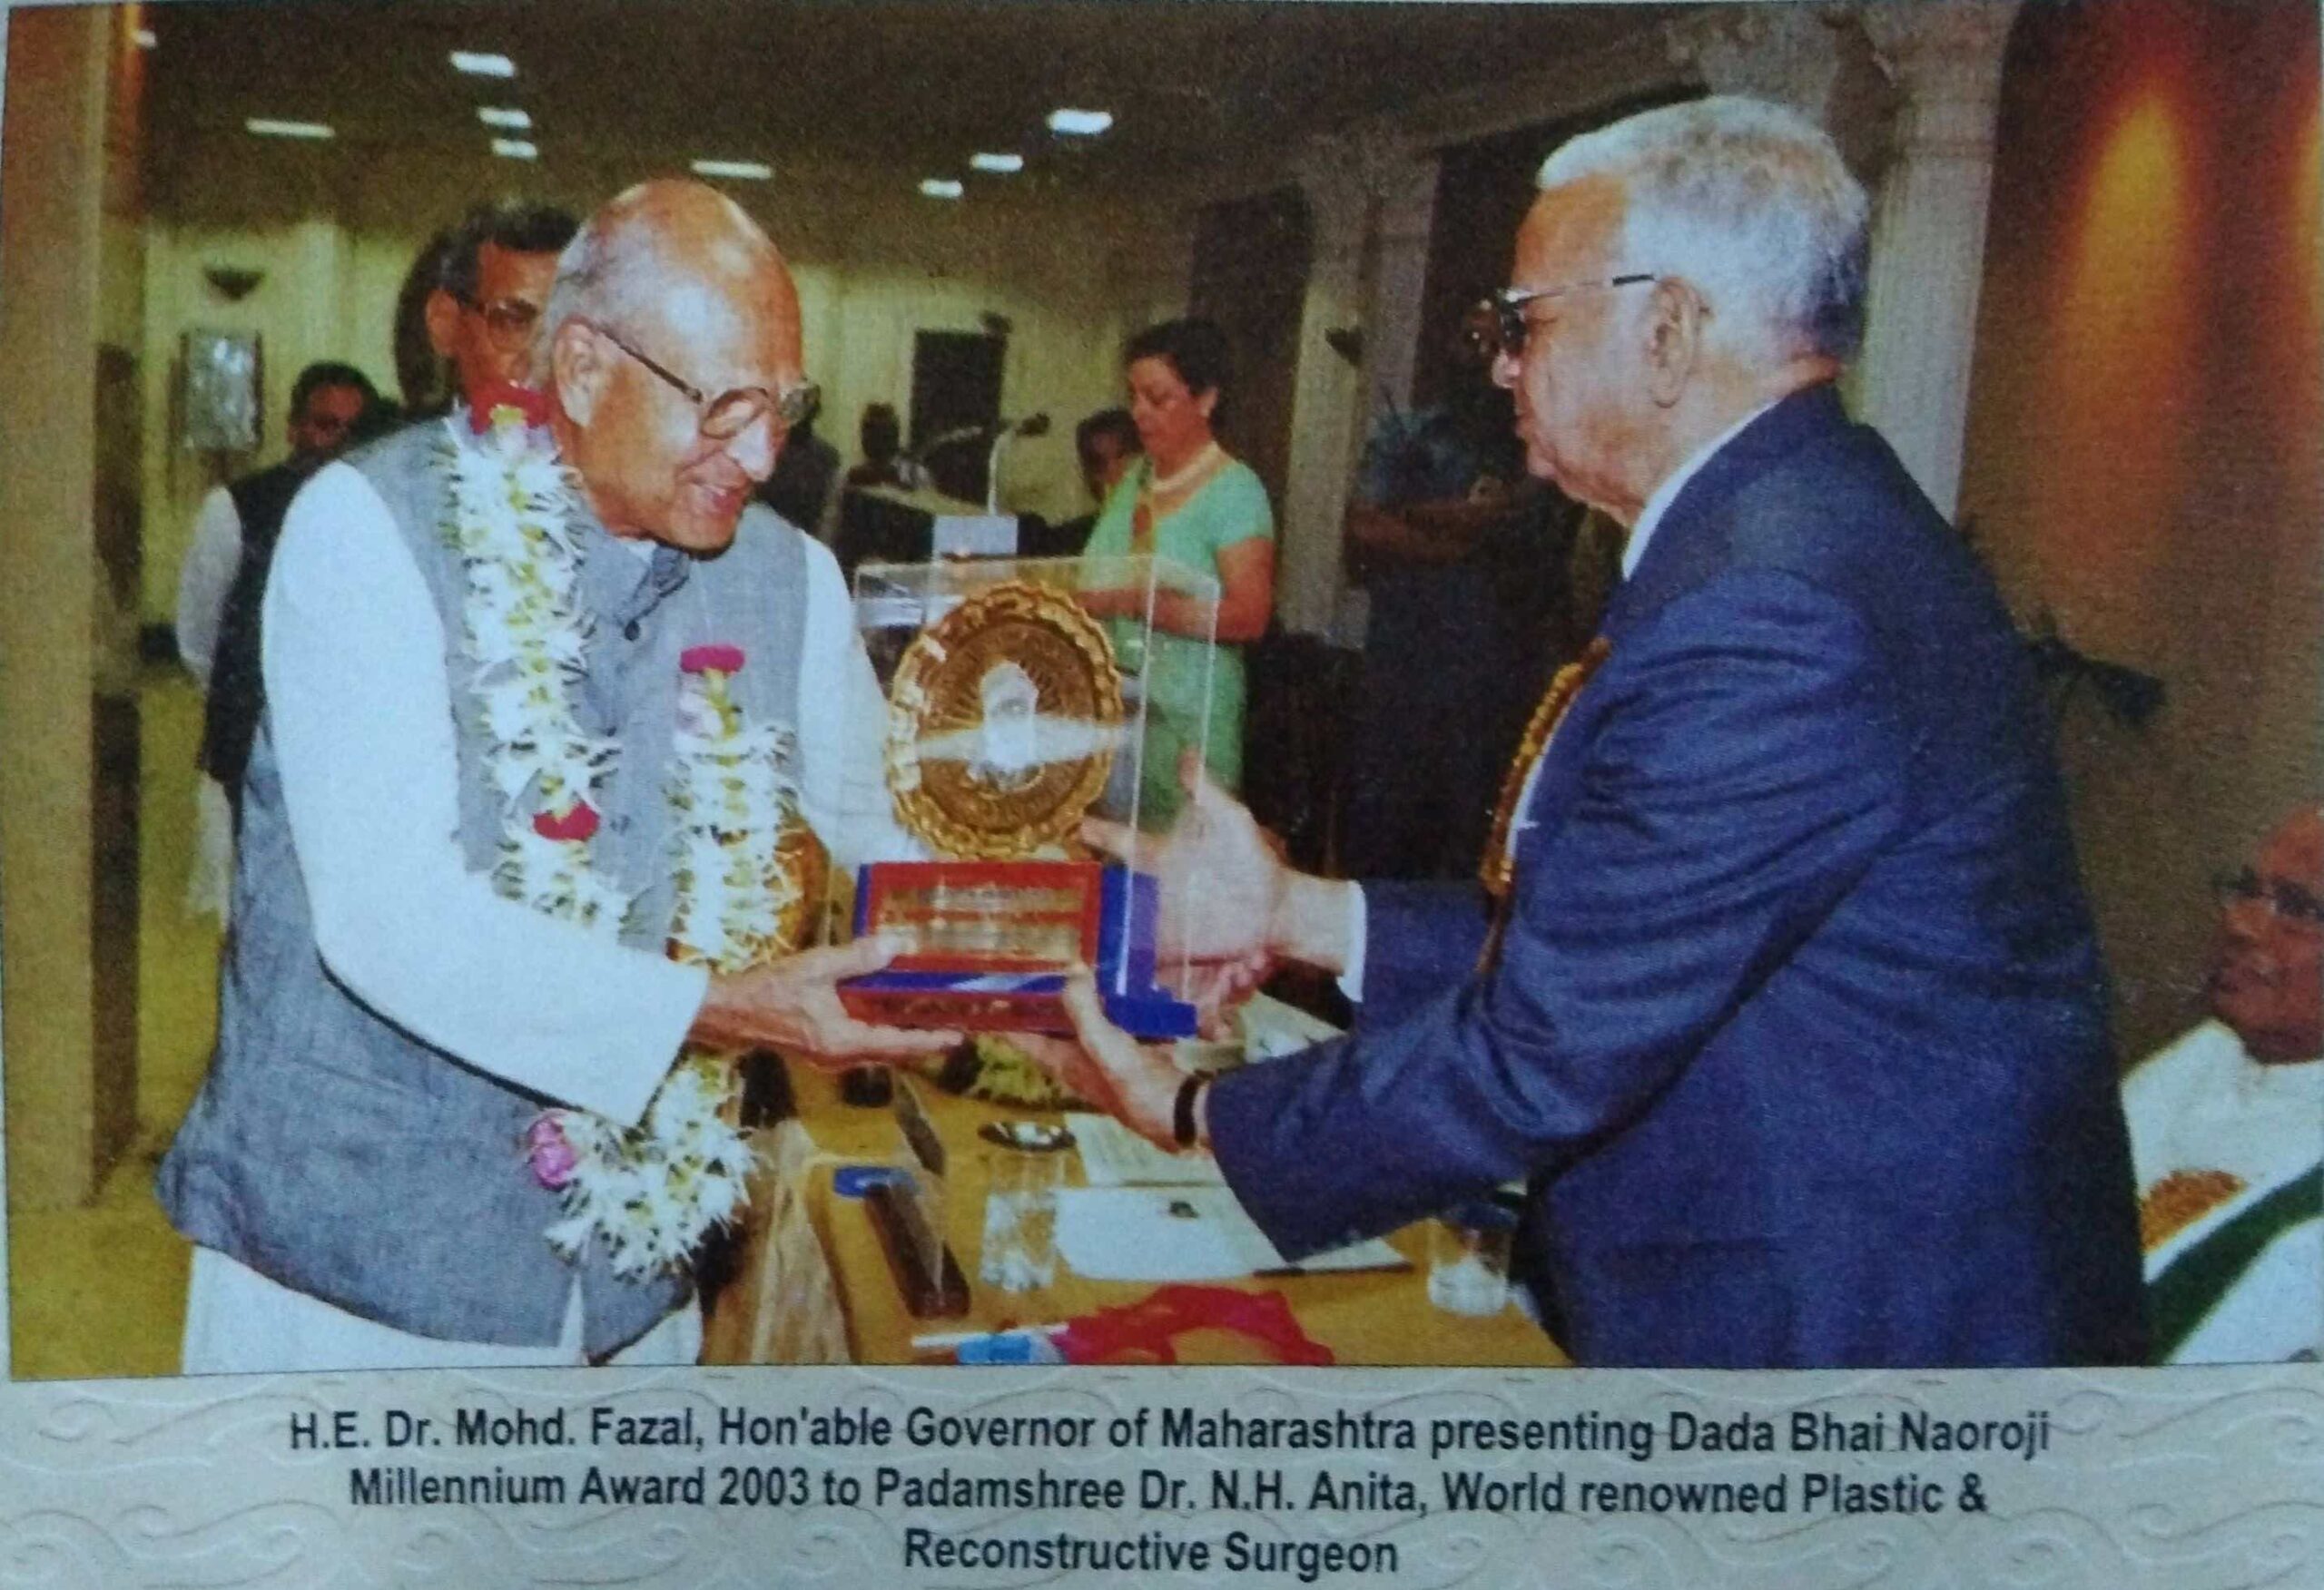 H.E. Dr. Mohd. Fazal, Hon'able Governor of Maharashtra presenting Dada Bhai Naoroji
Millennium Award 2003 to Padamshree Dr. N.H. Anita, World renowned Plastic &
Reconstructive Surgeon